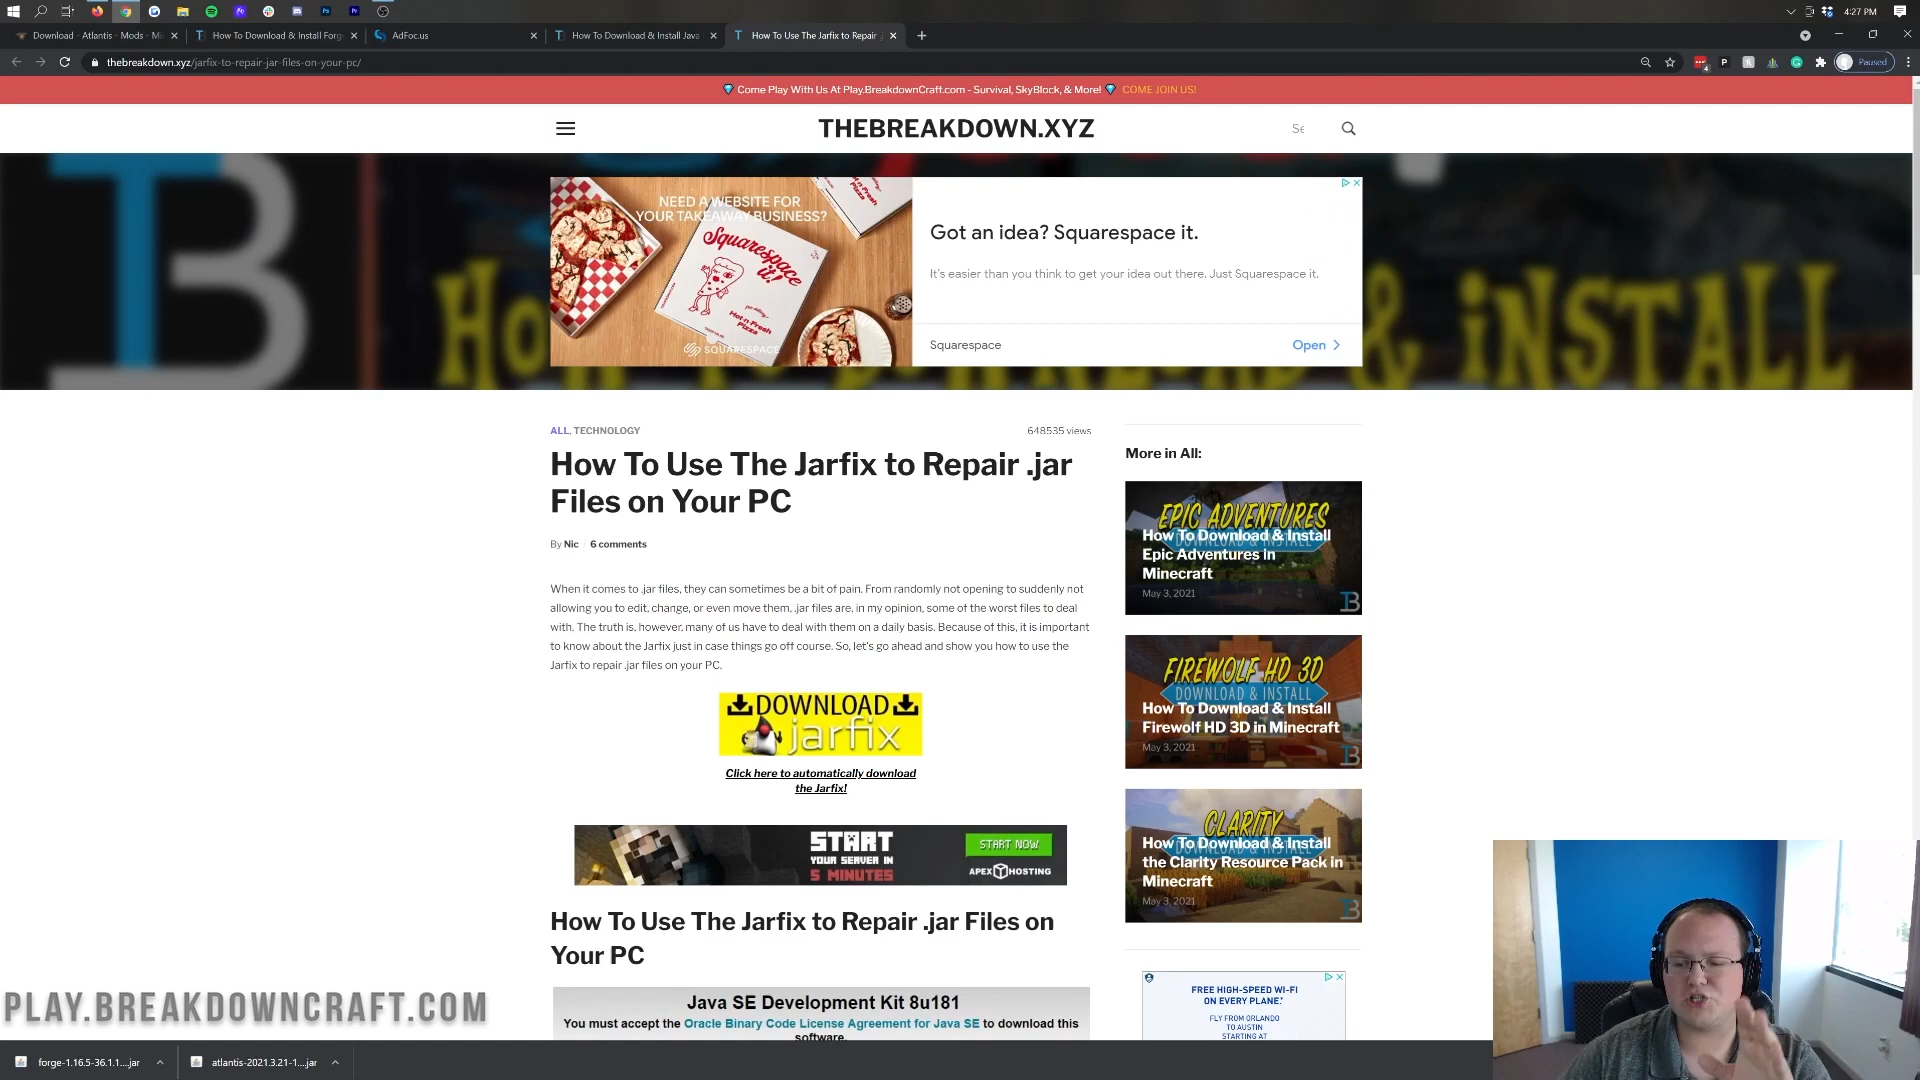 4:27 PM
Download - Atlantis - Mods - Mi
How To Download & Install Forge
AdFoc.us
How To Download & Install Java
How To Use The Jarfix to Repair .j
thebreakdown.xyz/jarfix-to-repair-jar-files-on-your-pc/
Paused
Come Play With Us At Play.BreakdownCraft.com - Survival, SkyBlock, & More! COME JOIN US!
THEBREAKDOWN.XYZ
Se
NEED A WEBSITE FOR
YOUR TAKEAWAY BUSINESS?
Squarespace it!
Hot n Fresh Pizza
SQUARESPACE
Got an idea? Squarespace it.
It's easier than you think to get your idea out there. Just Squarespace it.
Squarespace
Open
HOW TO DOWNLOAD & INSTALL
ALL, TECHNOLOGY
648535 views
How To Use The Jarfix to Repair .jar
Files on Your PC
By Nic / 6 comments
When it comes to .jar files, they can sometimes be a bit of pain. From randomly not opening to suddenly not
allowing you to edit, change, or even move them, .jar files are, in my opinion, some of the worst files to deal
with. The truth is, however, many of us have to deal with them on a daily basis. Because of this, it is important
to know about the Jarfix just in case things go off course. So, let's go ahead and show you how to use the
Jarfix to repair .jar files on your PC.
DOWNLOAD
jarfix
Click here to automatically download
the Jarfix!
START
YOUR SERVER IN
5 MINUTES
START NOW
APEX HOSTING
How To Use The Jarfix to Repair .jar Files on
Your PC
Java SE Development Kit 8u181
You must accept the Oracle Binary Code License Agreement for Java SE to download this
software.
More in All:
EPIC ADVENTURES
DOWNLOAD & INSTALL
How To Download & Install
Epic Adventures in
Minecraft
May 3, 2021
FIREWOLF HD 3D
DOWNLOAD & INSTALL
How To Download & Install
Firewolf HD 3D in Minecraft
May 3, 2021
CLARITY
How To Download & Install
the Clarity Resource Pack in
Minecraft
May 3, 2021
FREE HIGH-SPEED WI-FI
ON EVERY PLANE.*
FLY FROM ORLANDO
TO AUSTIN
STARTING AT
PLAY.BREAKDOWNCRAFT.COM
forge-1.16.5-36.1.1....jar
atlantis-2021.3.21-1....jar